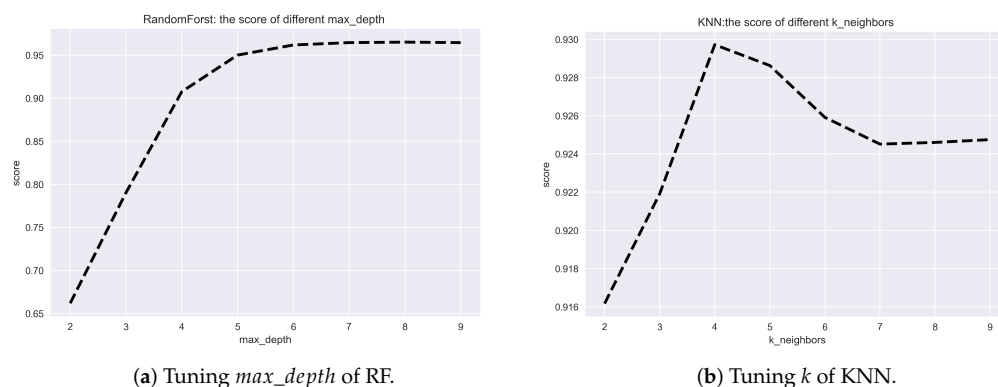 RandomForst: the score of different max_depth
0.95
0.90
0.85
0.80
0.75
0.70
0.65
score
2 3 4 5 6 7 8 9
max_depth
(a) Tuning max_depth of RF.
KNN:the score of different k_neighbors
0.930
0.928
0.926
0.924
0.922
0.920
0.918
0.916
score
2 3 4 5 6 7 8 9
k_neighbors
(b) Tuning k of KNN.